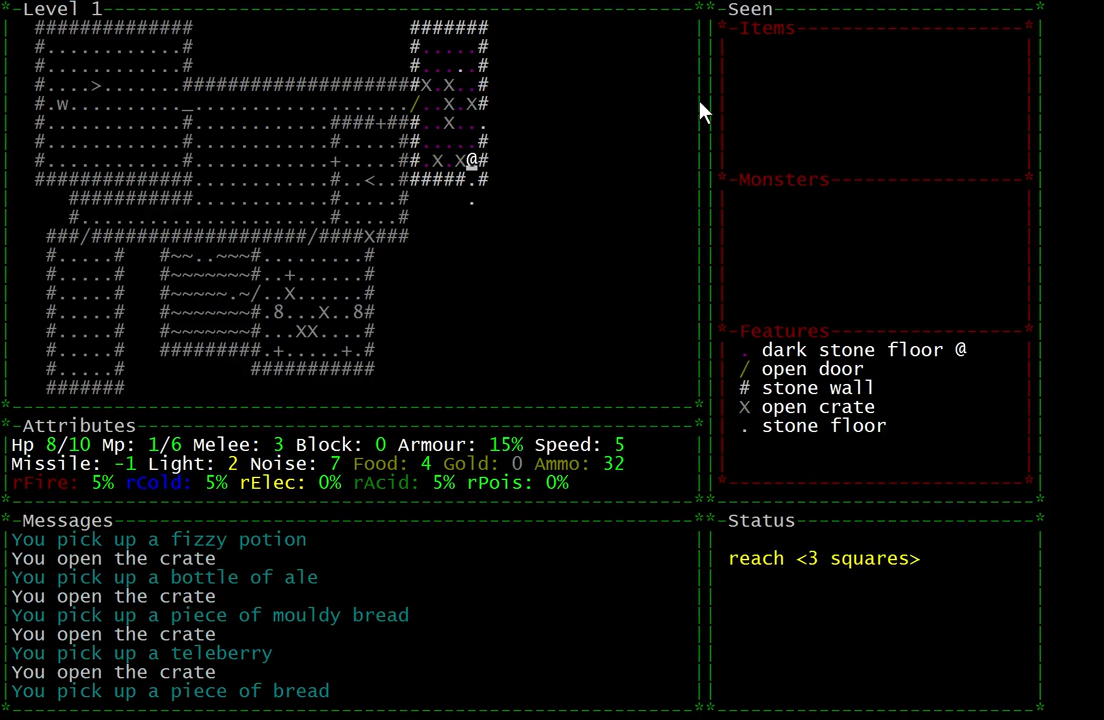 Level 1
Seen
Items
Monsters
Features
. dark stone floor @
/ open door
# stone wall
X open crate
. stone floor
Attributes
Hp 8/10 Mp: 1/6 Melee: 3 Block: 0 Armour: 15% Speed: 5
Missile: -1 Light: 2 Noise: 7 Food: 4 Gold: 0 Ammo: 32
rFire: 5% rCold: 5% rElec: 0% rAcid: 5% rPois: 0%
Messages
You pick up a fizzy potion
You open the crate
You pick up a bottle of ale
You open the crate
You pick up a piece of mouldy bread
You open the crate
You pick up a teleberry
You open the crate
You pick up a piece of bread
Status
reach <3 squares>